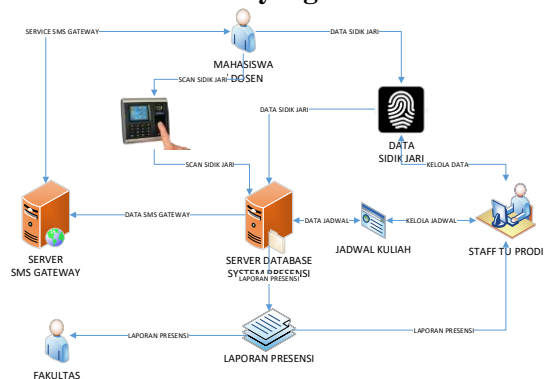 SERVICE SMS GATEWAY
DATA SIDIK JARI
MAHASISWA
DOSEN
SCAN SIDIK JARI
DATA SIDIK JARI
DATA
SIDIK JARI
SCAN SIDIK JARI
KELOLA DATA
DATA SMS GATEWAY
DATA JADWAL
KELOLA JADWAL
SERVER
SMS GATEWAY
SERVER DATABASE
SYSTEM PRESENSI
JADWAL KULIAH
STAFF TU PRODI
LAPORAN PRESENSI
LAPORAN PRESENSI
LAPORAN PRESENSI
LAPORAN PRESENSI
FAKULTAS